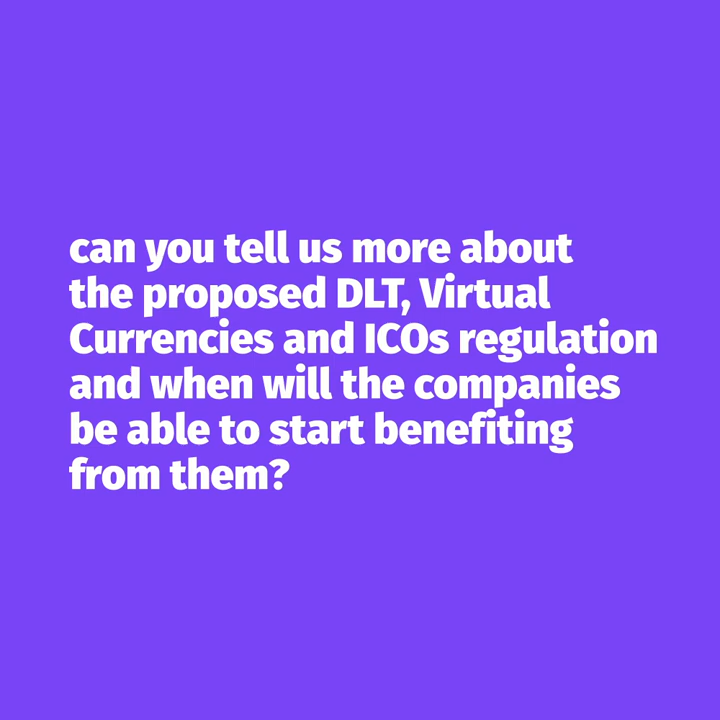 can you tell us more about
the proposed DLT, Virtual
Currencies and ICOs regulation
and when will the companies
be able to start benefiting
from them?